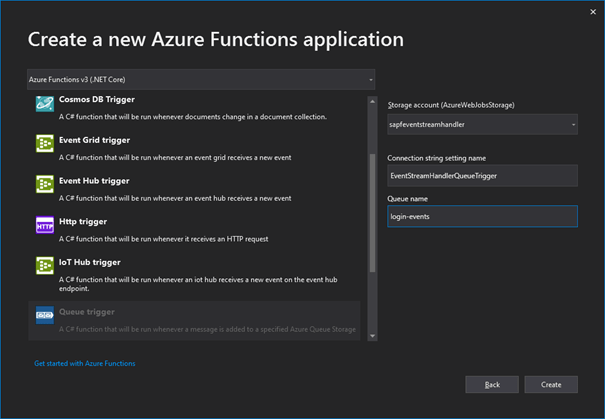 Create a new Azure Functions application
Azure Functions v3 (.NET Core)
Cosmos DB Trigger
A C# function that will be run whenever documents change in a document collection.
Event Grid trigger
A C# function that will be run whenever an event grid receives a new event
Event Hub trigger
A C# function that will be run whenever an event hub receives a new event
HTTP
Http trigger
A C# function that will be run whenever it receives an HTTP request
IoT Hub trigger
A C# function that will be run whenever an iot hub receives a new event on the event hub
endpoint.
Queue trigger
A C# function that will be run whenever a message is added to a specified Azure Queue Storage
Get started with Azure Functions
Storage account (AzureWebJobsStorage)
sapfeventstreamhandler
Connection string setting name
EventStreamHandlerQueueTrigger
Queue name
login-events
Back
Create